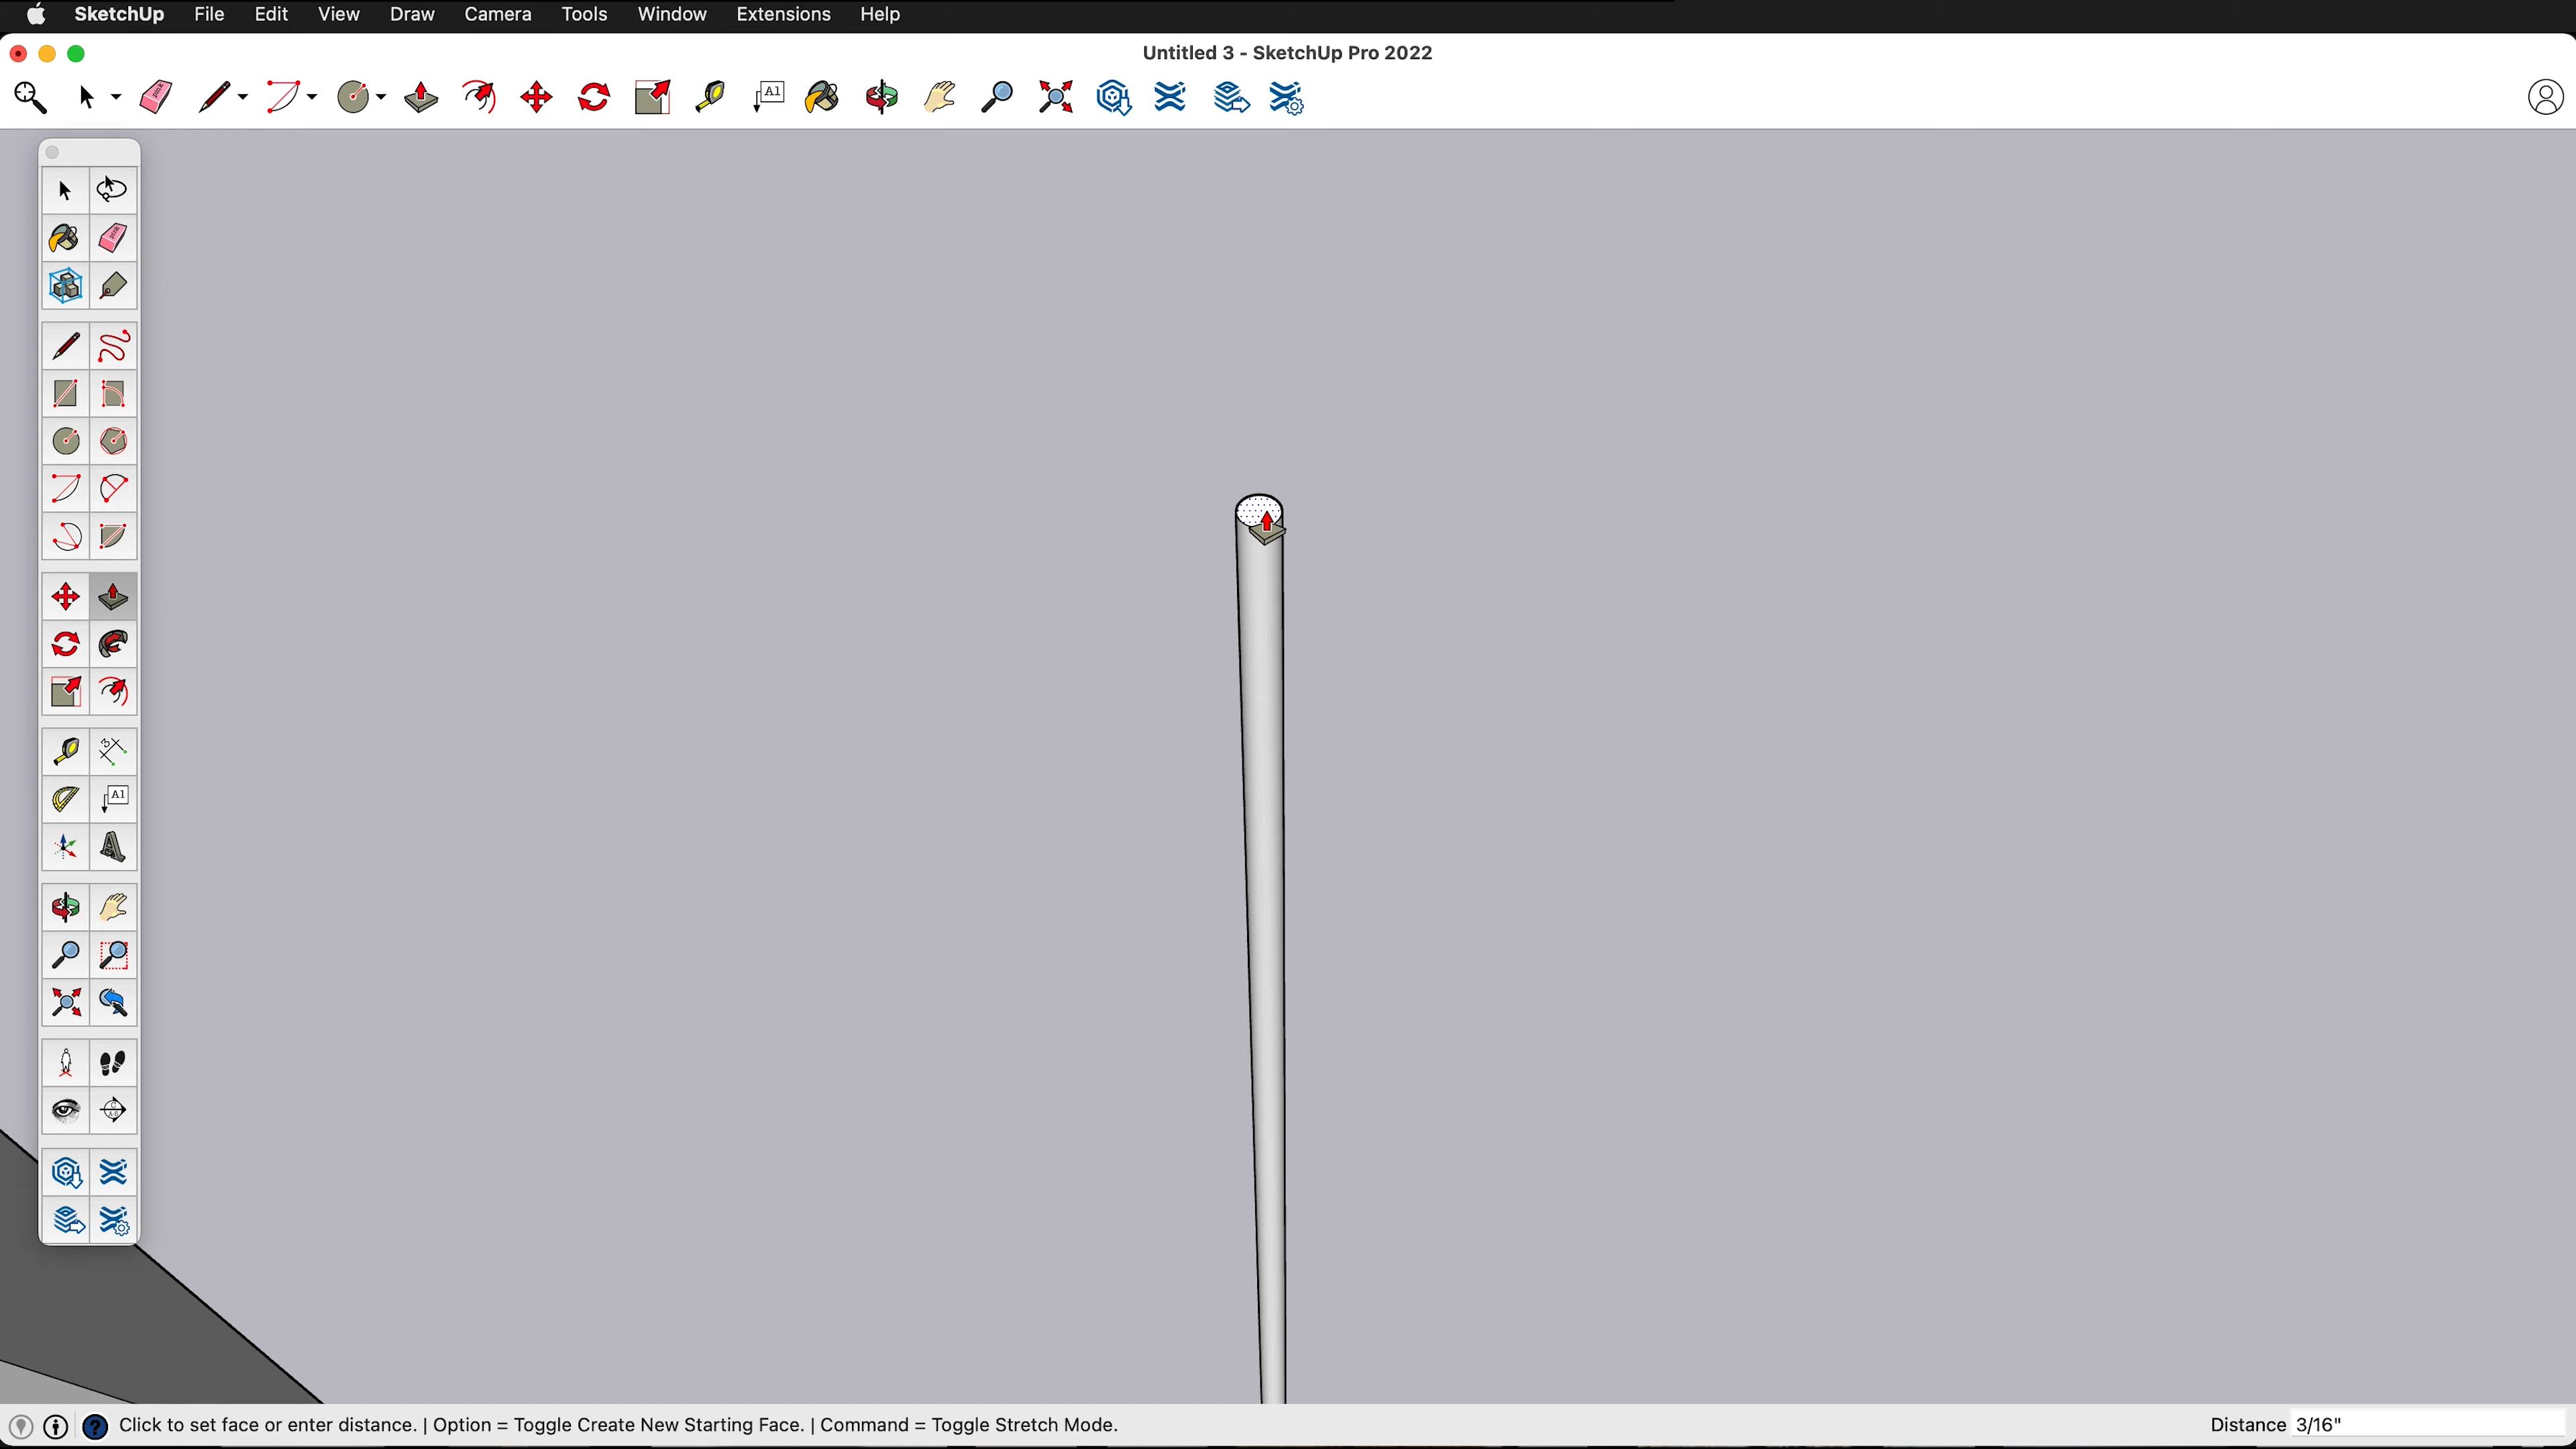 SketchUp File Edit View Draw Camera Tools Window Extensions Help
Untitled 3 - SketchUp Pro 2022
A1
3
A1
A
Click to set face or enter distance. | Option = Toggle Create New Starting Face. | Command = Toggle Stretch Mode.
Distance 3/16"